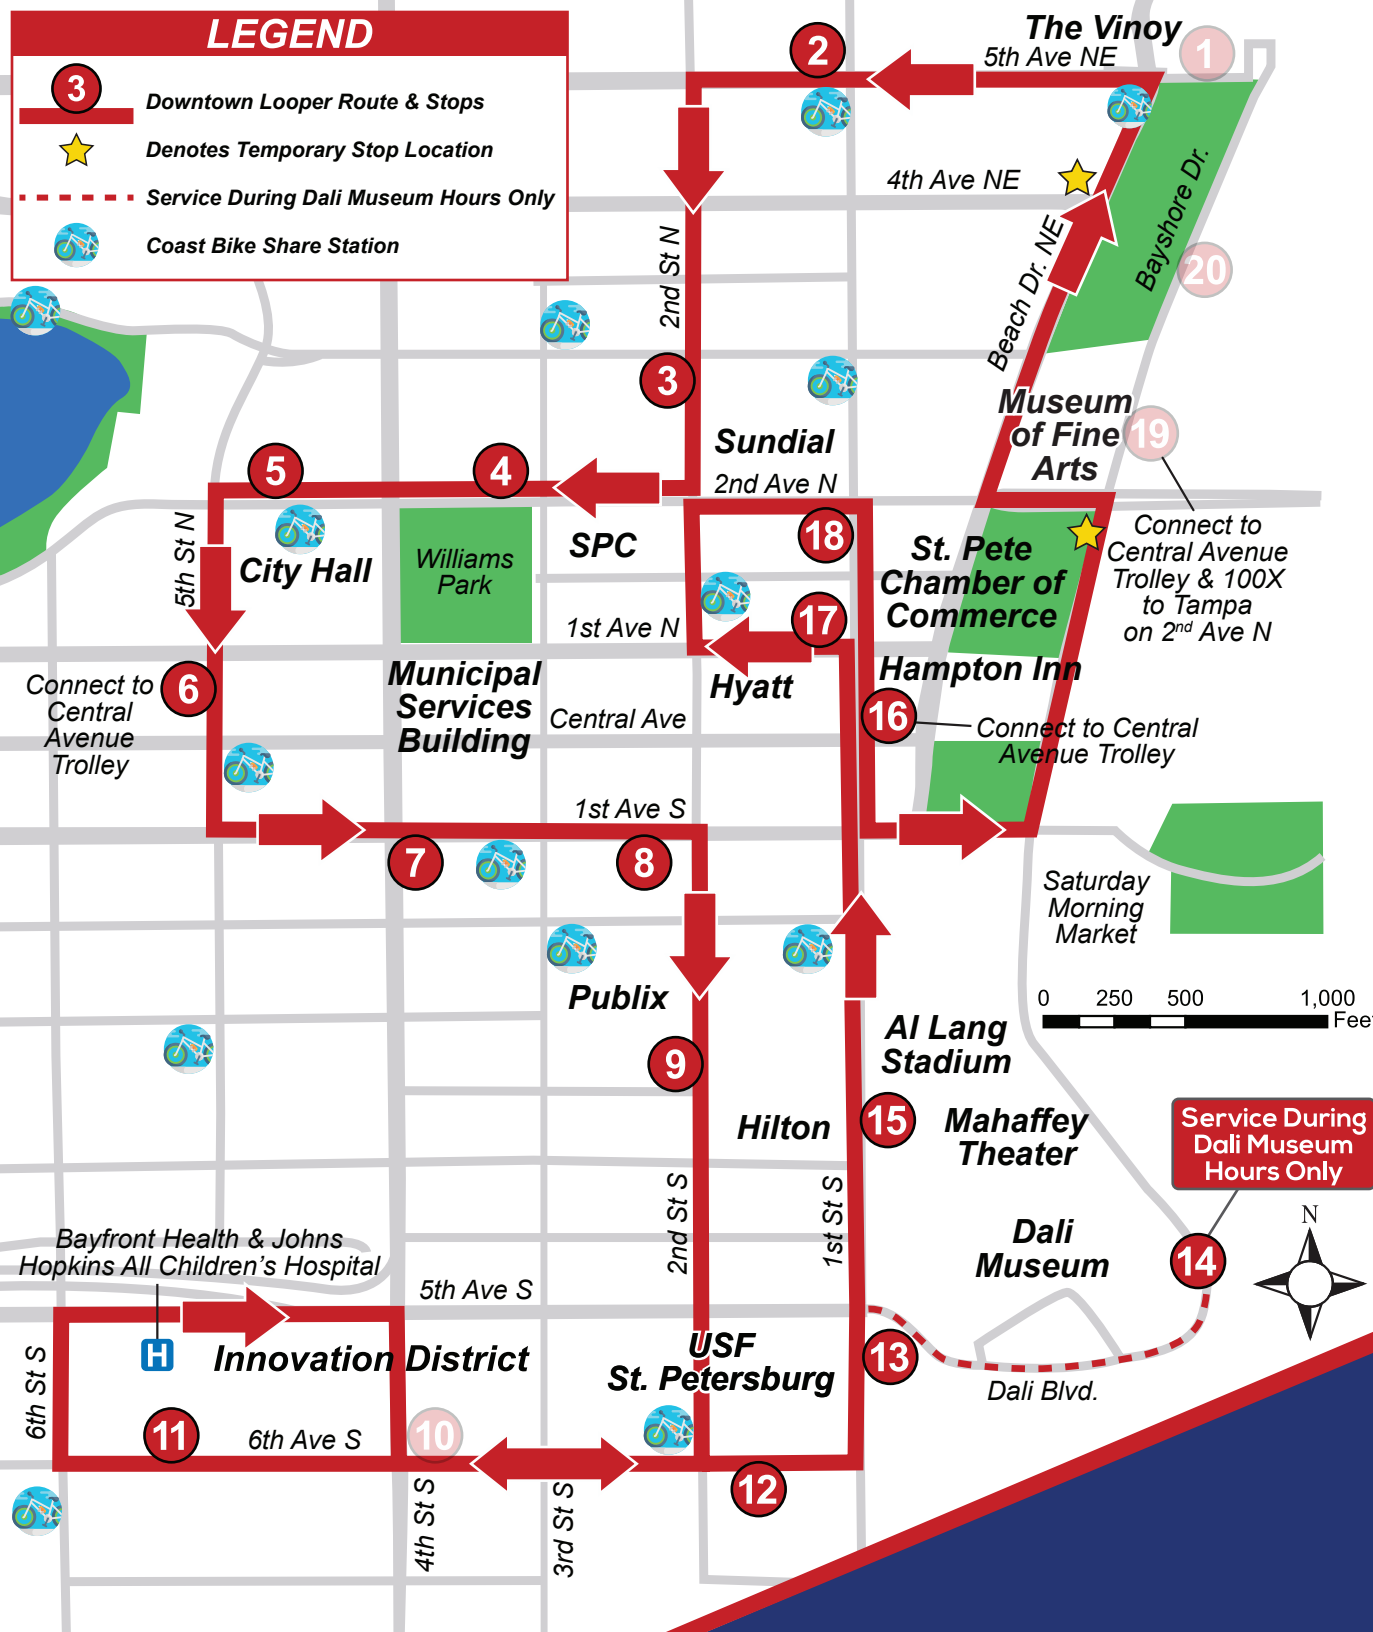 LEGEND
3
Downtown Looper Route & Stops
Denotes Temporary Stop Location
Service During Dali Museum Hours Only
Coast Bike Share Station
The Vinoy
5th Ave NE
1
2
4th Ave NE
Bayshore Dr.
Beach Dr. NE
20
2nd St N
3
Museum
of Fine
Arts
19
Sundial
2nd Ave N
5
4
SPC
18
Connect to
Central Avenue
Trolley & 100X
to Tampa
on 2nd Ave N
5th St N
City Hall
Williams
Park
St. Pete
Chamber of
Commerce
1st Ave N
17
Hampton Inn
Hyatt
6
Connect to
Central
Avenue
Trolley
Municipal
Services
Building
Central Ave
16
Connect to Central
Avenue Trolley
1st Ave S
7
8
Saturday
Morning
Market
Publix
0 250 500 1,000
Feet
Al Lang
Stadium
9
Hilton
15
Mahaffey
Theater
Service During
Dali Museum
Hours Only
2nd St S
1st St S
N
Bayfront Health & Johns
Hopkins All Children's Hospital
Dali
Museum
14
5th Ave S
H
Innovation District
USF
St. Petersburg
13
Dali Blvd.
6th St S
11
6th Ave S
10
12
4th St S
3rd St S